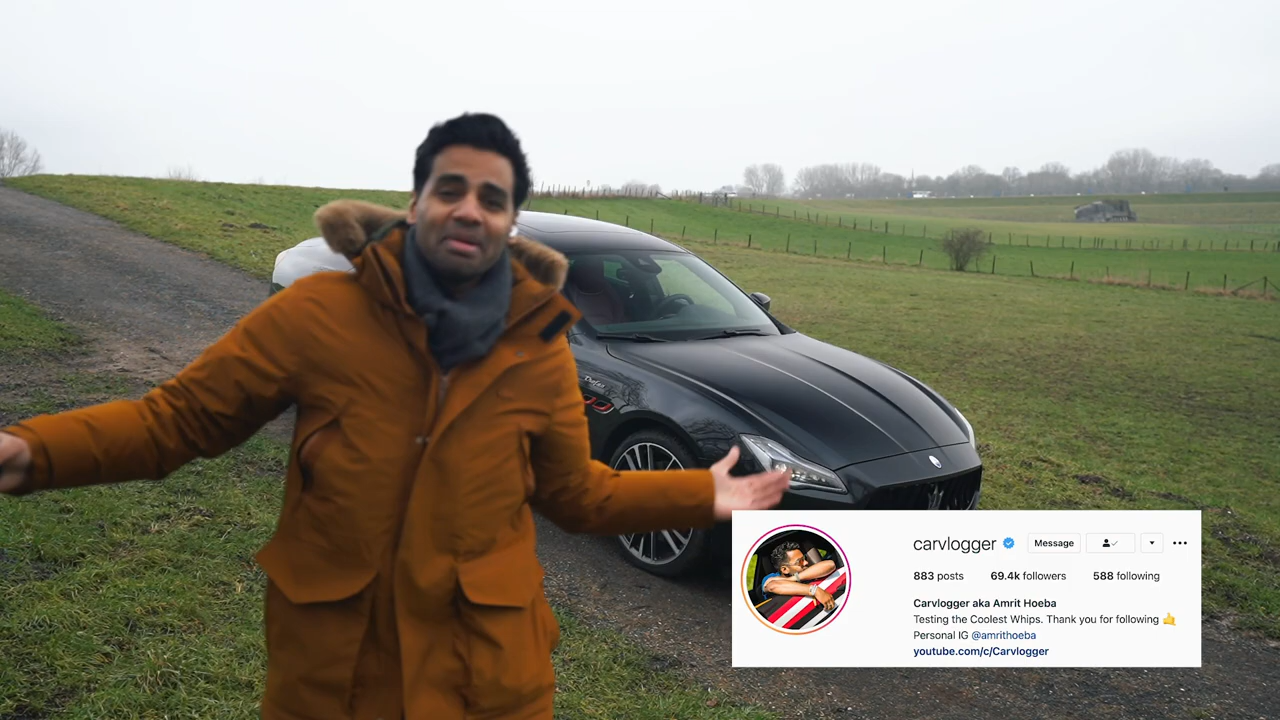 carvlogger Message
883 posts 69.4k followers 588 following
Carvlogger aka Amrit Hoeba
Testing the Coolest Whips. Thank you for following 🤙
Personal IG @amrithoeba
youtube.com/c/Carvlogger